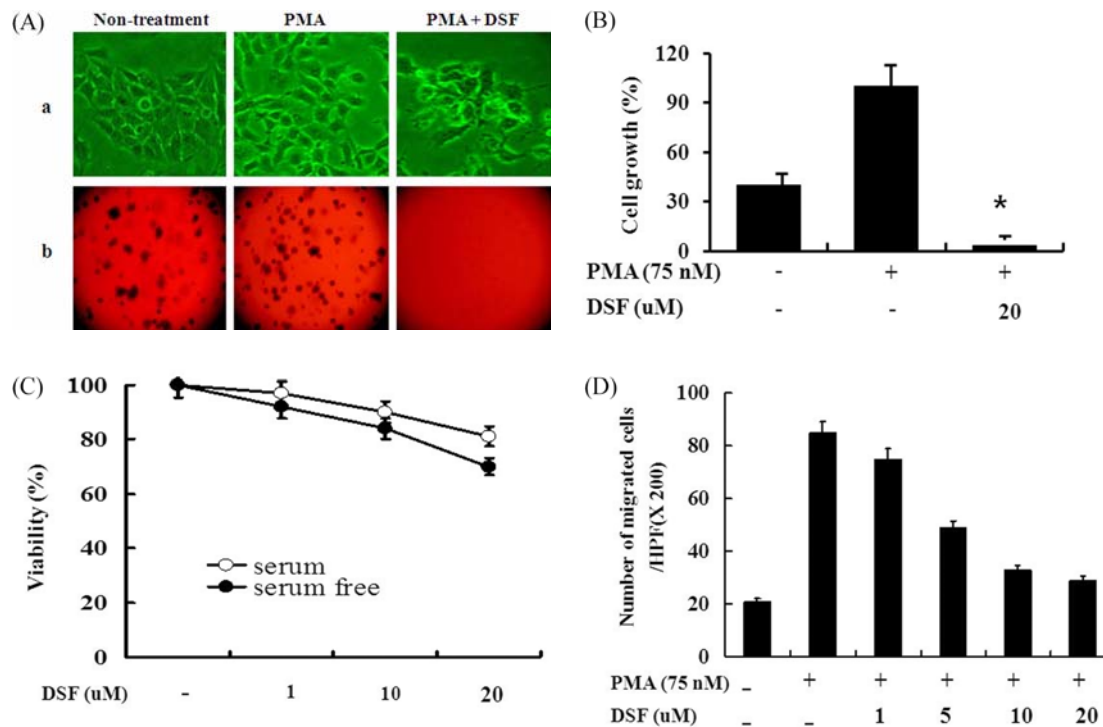 (A)
Non-treatment PMA PMA + DSF
a
b
(B)
Cell growth (%)
120
90
60
30
0
*
PMA (75 nM) - + +
DSF (uM) - - 20
(C)
Viability (%)
100
80
60
40
20
0
serum
serum free
DSF (uM) - 1 10 20
(D)
Number of migrated cells
/HPF(X 200)
100
80
60
40
20
0
PMA (75 nM) - + + + + +
DSF (uM) - - 1 5 10 20